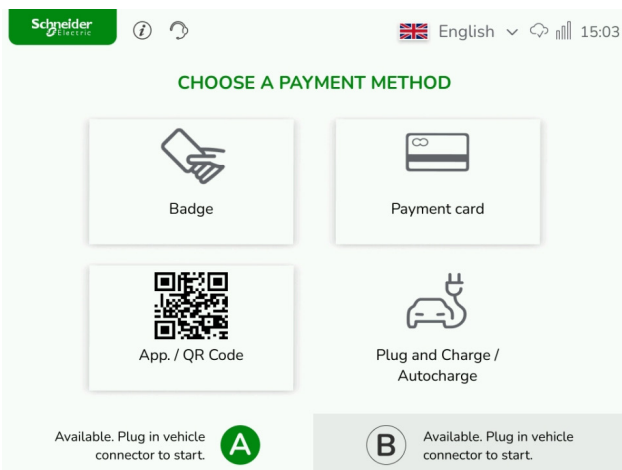 Schneider
Electric
English
15:03
CHOOSE A PAYMENT METHOD
Badge
Payment card
App. / QR Code
Plug and Charge /
Autocharge
Available. Plug in vehicle
connector to start.
A
B
Available. Plug in vehicle
connector to start.